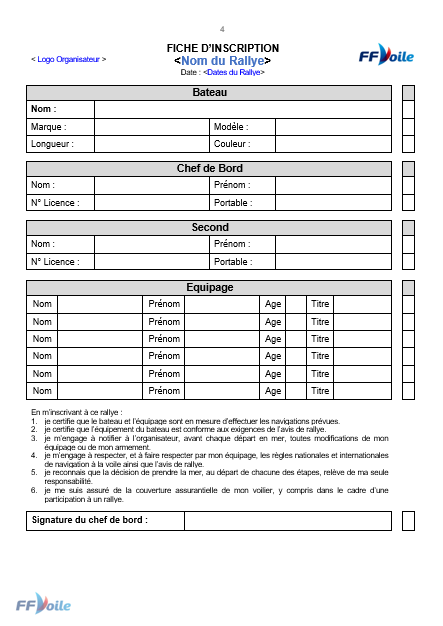 4
FICHE D'INSCRIPTION
< Logo Organisateur >
<Nom du Rallye>
FFVoile
Date : <Dates du Rallye>
Bateau
Nom :
Marque : Modèle :
Longueur : Couleur :
Chef de Bord
Nom : Prénom :
N° Licence : Portable :
Second
Nom : Prénom :
N° Licence : Portable :
Equipage
Nom Prénom Age Titre
Nom Prénom Age Titre
Nom Prénom Age Titre
Nom Prénom Age Titre
Nom Prénom Age Titre
Nom Prénom Age Titre
En m'inscrivant à ce rallye :
1. je certifie que le bateau et l'équipage sont en mesure d'effectuer les navigations prévues.
2. je certifie que l'équipement du bateau est conforme aux exigences de l'avis de rallye.
3. je m'engage à notifier à l'organisateur, avant chaque départ en mer, toutes modifications de mon
équipage ou de mon armement.
4. je m'engage à respecter, et à faire respecter par mon équipage, les règles nationales et internationales
de navigation à la voile ainsi que l'avis de rallye.
5. je reconnais que la décision de prendre la mer, au départ de chacune des étapes, relève de ma seule
responsabilité.
6. je me suis assuré de la couverture assurantielle de mon voilier, y compris dans le cadre d'une
participation à un rallye.
Signature du chef de bord :
FFVoile